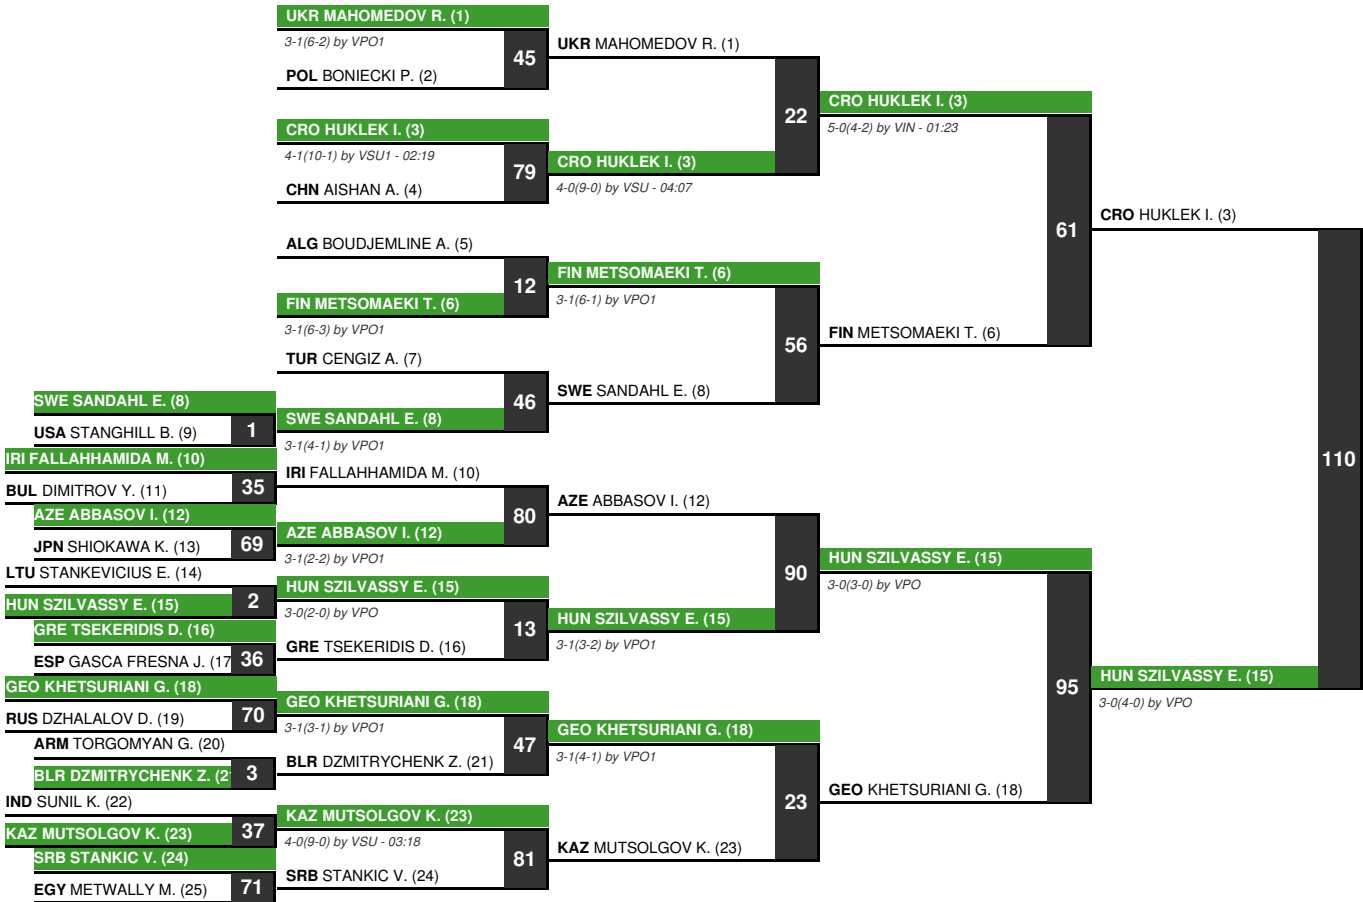 UKR MAHOMEDOV R. (1)
3-1(6-2) by VPO1
POL BONIECKI P. (2)
45
CRO HUKLEK I. (3)
4-1(10-1) by VSU1 - 02:19
CHN AISHAN A. (4)
79
ALG BOUDJEMLINE A. (5)
12
FIN METSOMAEKI T. (6)
3-1(6-3) by VPO1
TUR CENGIZ A. (7)
46
SWE SANDAHL E. (8)
3-1(4-1) by VPO1
SWE SANDAHL E. (8)
USA STANGHILL B. (9)
1
IRI FALLAHHAMIDA M. (10)
BUL DIMITROV Y. (11)
35
AZE ABBASOV I. (12)
JPN SHIOKAWA K. (13)
69
LTU STANKEVICIUS E. (14)
HUN SZILVASSY E. (15)
2
GRE TSEKERIDIS D. (16)
ESP GASCA FRESNA J. (17
36
GEO KHETSURIANI G. (18)
RUS DZHALALOV D. (19)
70
ARM TORGOMYAN G. (20)
BLR DZMITRYCHENK Z. (21
3
IND SUNIL K. (22)
KAZ MUTSOLGOV K. (23)
37
SRB STANKIC V. (24)
EGY METWALLY M. (25)
71
IRI FALLAHHAMIDA M. (10)
80
AZE ABBASOV I. (12)
3-1(2-2) by VPO1
HUN SZILVASSY E. (15)
3-0(2-0) by VPO
GRE TSEKERIDIS D. (16)
13
GEO KHETSURIANI G. (18)
3-1(3-1) by VPO1
BLR DZMITRYCHENK Z. (21)
47
KAZ MUTSOLGOV K. (23)
4-0(9-0) by VSU - 03:18
SRB STANKIC V. (24)
81
UKR MAHOMEDOV R. (1)
22
CRO HUKLEK I. (3)
4-0(9-0) by VSU - 04:07
FIN METSOMAEKI T. (6)
3-1(6-1) by VPO1
56
SWE SANDAHL E. (8)
AZE ABBASOV I. (12)
90
HUN SZILVASSY E. (15)
3-1(3-2) by VPO1
GEO KHETSURIANI G. (18)
3-1(4-1) by VPO1
23
KAZ MUTSOLGOV K. (23)
CRO HUKLEK I. (3)
5-0(4-2) by VIN - 01:23
61
FIN METSOMAEKI T. (6)
HUN SZILVASSY E. (15)
3-0(3-0) by VPO
95
GEO KHETSURIANI G. (18)
CRO HUKLEK I. (3)
110
HUN SZILVASSY E. (15)
3-0(4-0) by VPO